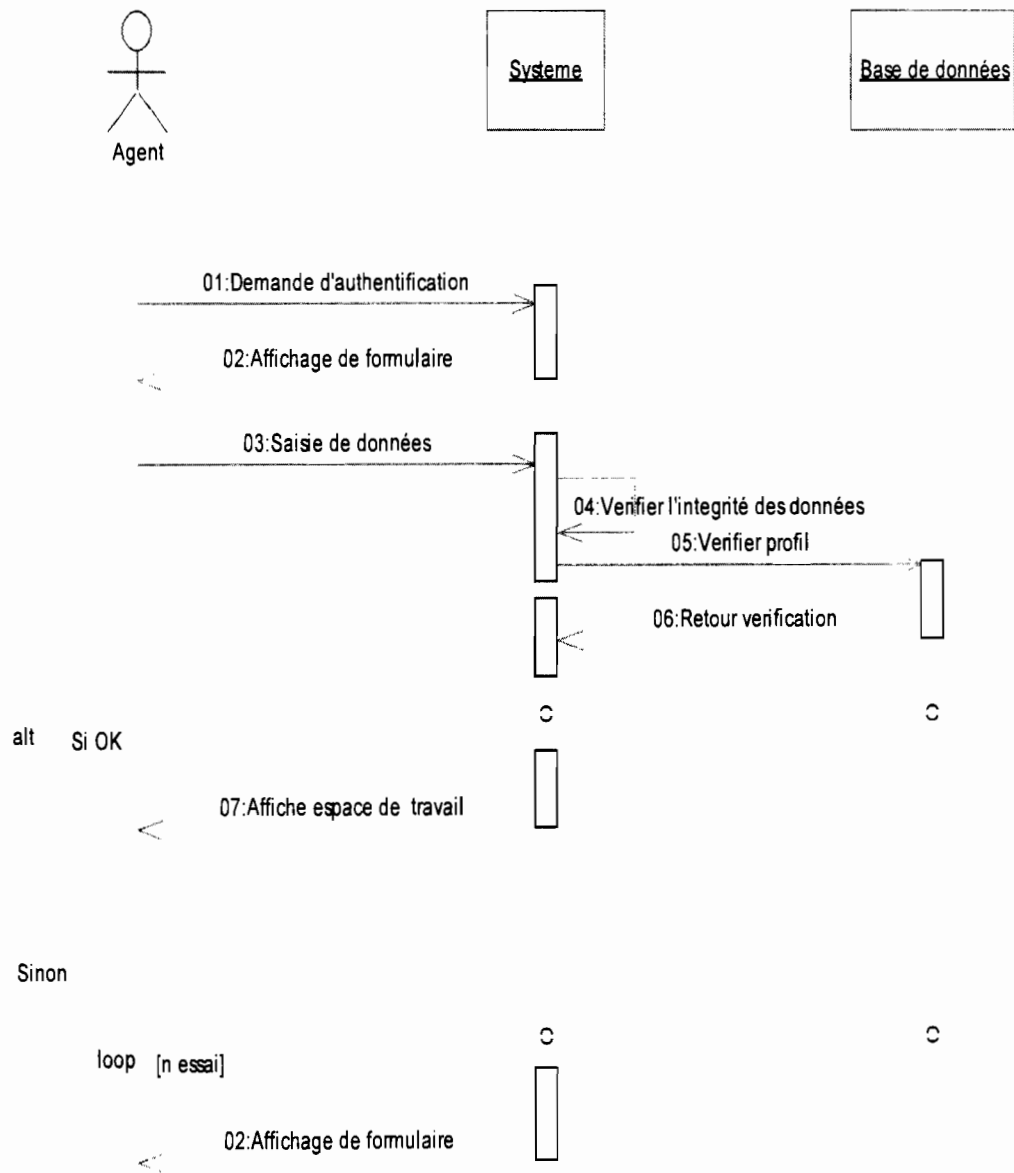 Systeme
Base de données
Agent
01:Demande d'authentification
02:Affichage de formulaire
03:Saisie de données
04:Verifier l'integrité des données
05:Verifier profil
06:Retour verification
alt Si OK
07:Affiche espace de travail
Sinon
loop [n essai]
02:Affichage de formulaire